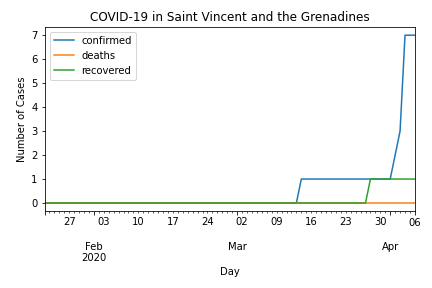 COVID-19 in Saint Vincent and the Grenadines
confirmed
deaths
recovered
Number of Cases
7
6
5
4
3
2
1
0
27 03 10 17 24 02 09 16 23 30 06
Feb Mar Apr
2020
Day